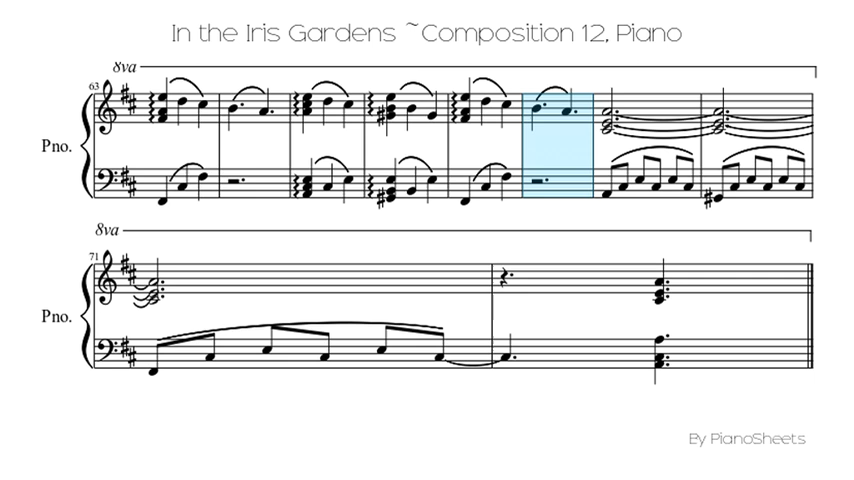 In the Iris Gardens ~Composition 12, Piano
8va
63
Pno.
8va
71
Pno.
By PianoSheets